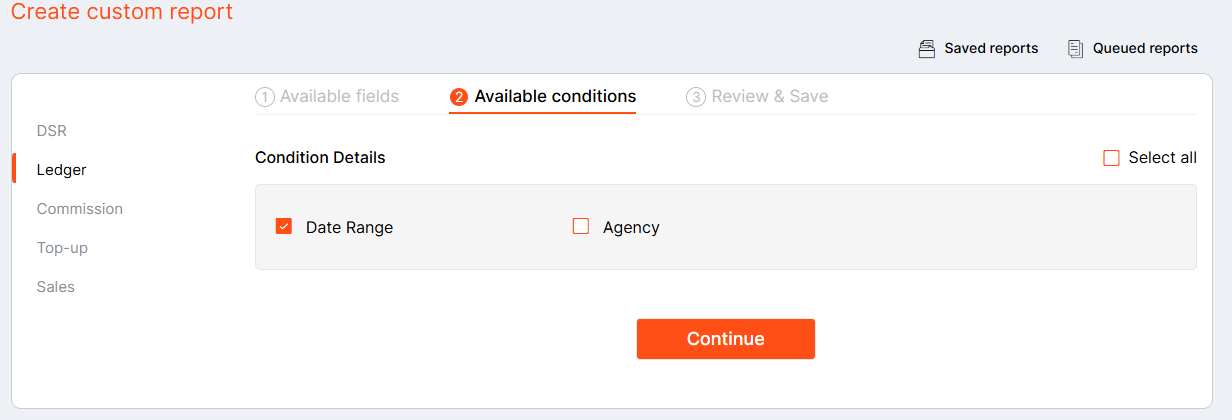 Create custom report
Saved reports Queued reports
1 Available fields 2 Available conditions 3 Review & Save
DSR
Ledger
Commission
Top-up
Sales
Condition Details Select all
Date Range Agency
Continue